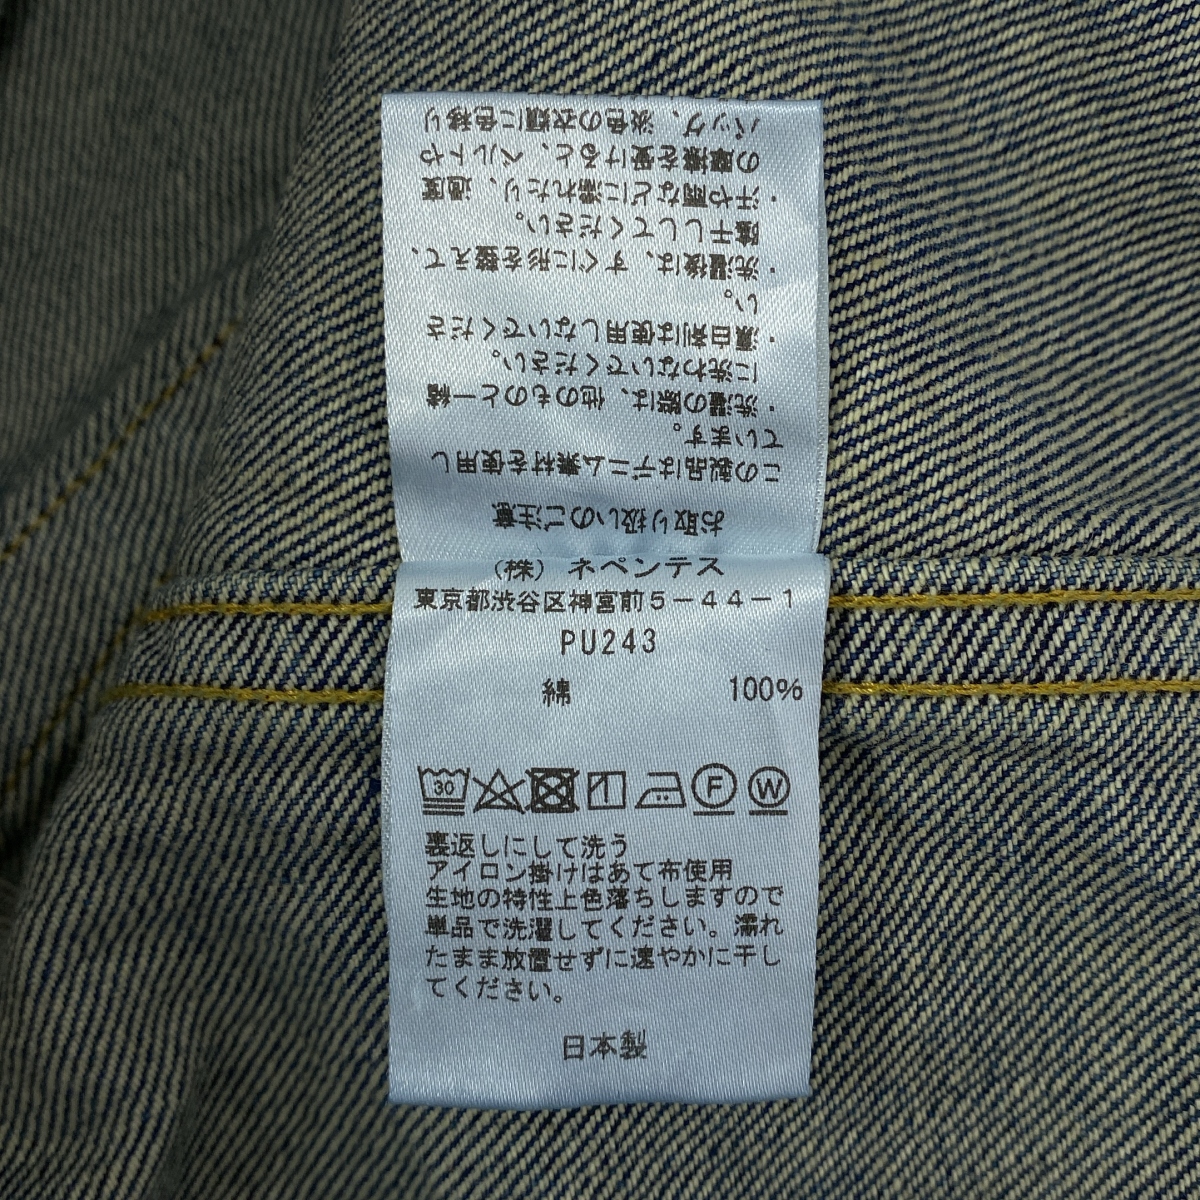 お取り扱いのご注意
この製品はデニム素材を使用し
ています。
・洗濯の際は、他のものと一緒
に洗わないでください。
・漂白剤は使用しないでくださ
い。
・洗濯後は、すぐに形を整えて、
陰干ししてください。
・汗や雨などに濡れたり、過度
の摩擦を受けると、ベルトや
バッグ、淡色の衣類に色移り
(株) ネペンテス
東京都渋谷区神宮前5-44-1
PU243
綿 100%
30 F W
裏返しにして洗う
アイロン掛けはあて布使用
生地の特性上色落ちしますので
単品で洗濯してください。濡れ
たまま放置せずに速やかに干し
てください。
日本製